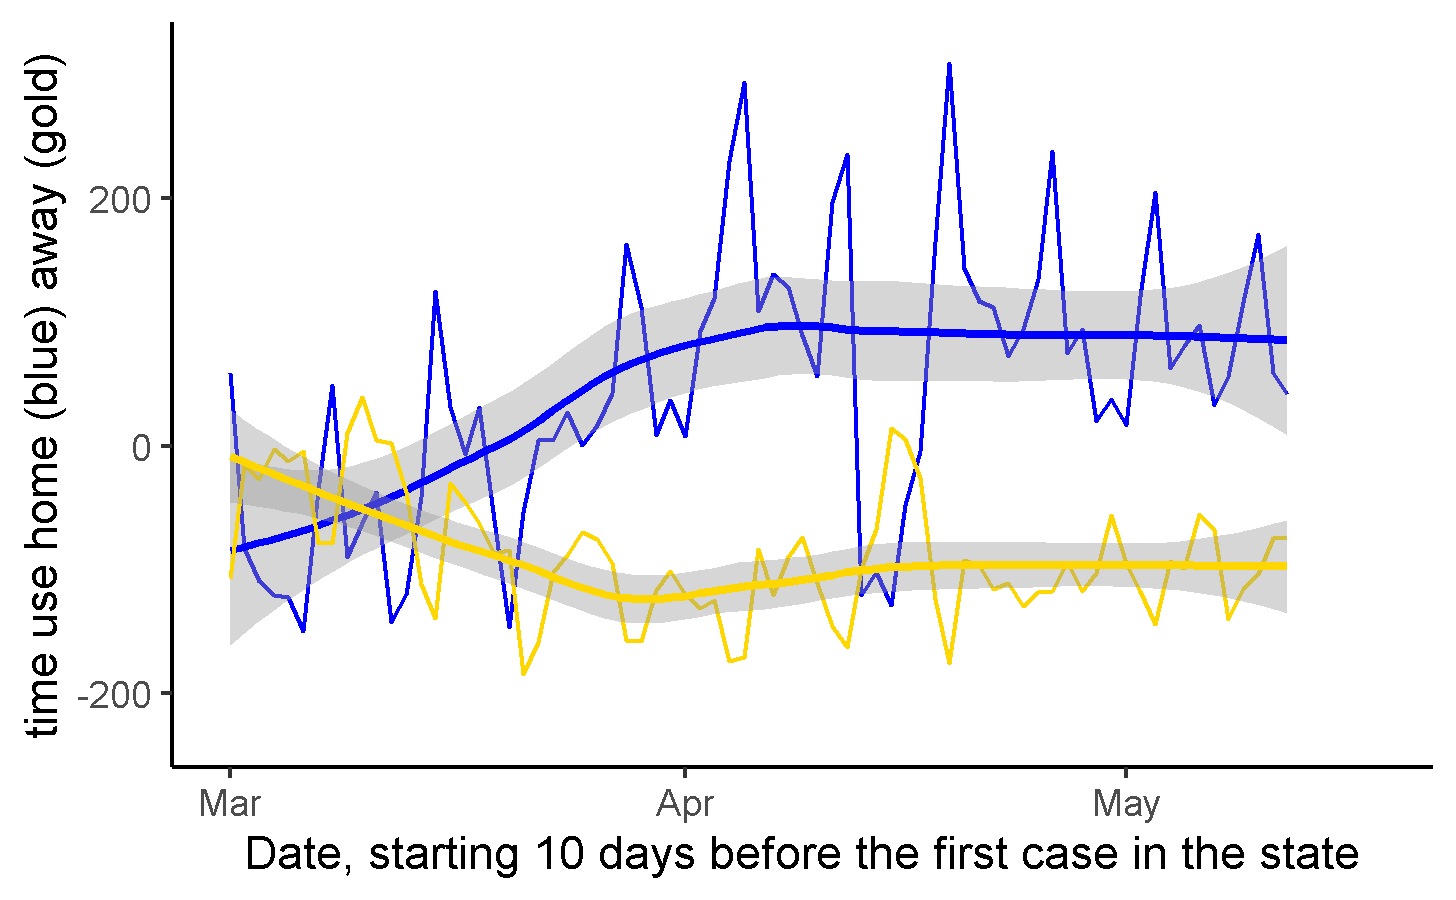 time use home (blue) away (gold)
200
0
-200
Mar
Apr
May
Date, starting 10 days before the first case in the state